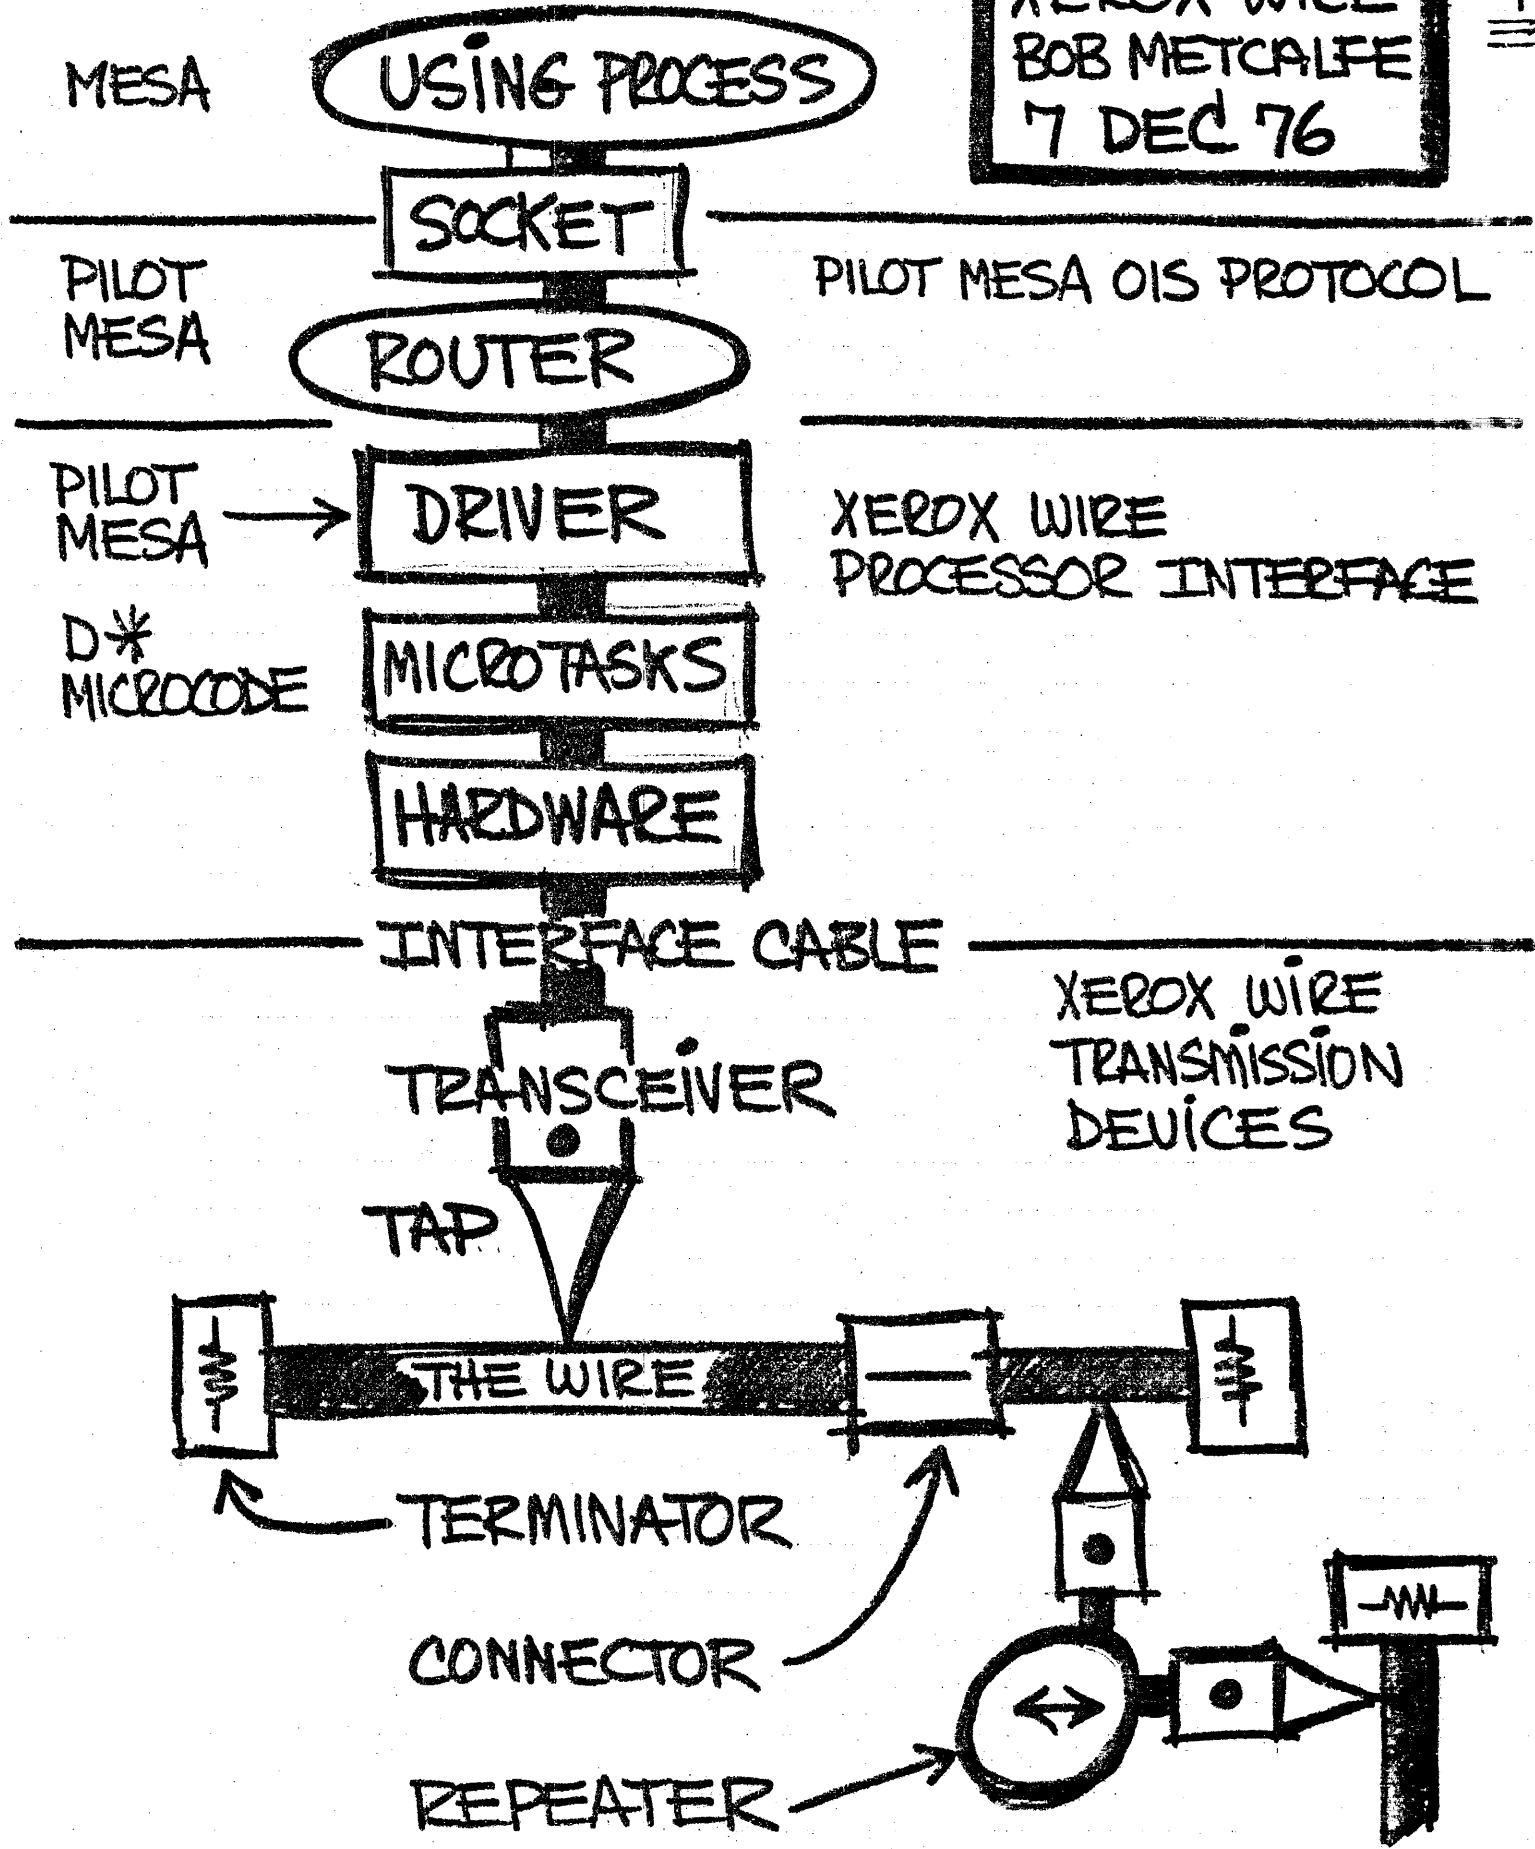 XEROX WIRE
BOB METCALFE
7 DEC '76
MESA
USING PROCESS
SOCKET
PILOT
MESA
PILOT MESA OIS PROTOCOL
ROUTER
PILOT
MESA
DRIVER
XEROX WIRE
PROCESSOR INTERFACE
D*
MICROCODE
MICROTASKS
HARDWARE
INTERFACE CABLE
XEROX WIRE
TRANSMISSION
DEVICES
TRANSCEIVER
TAP
THE WIRE
TERMINATOR
CONNECTOR
REPEATER